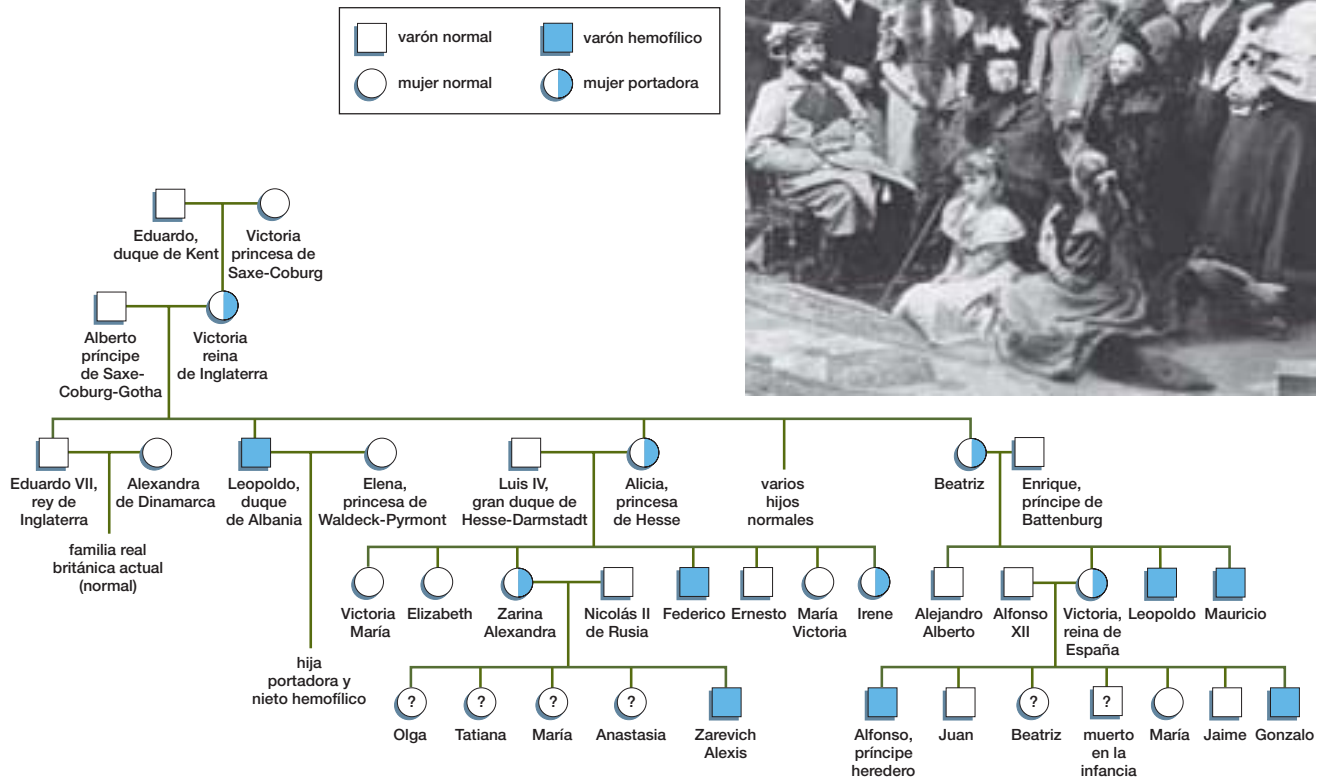 varón normal
varón hemofílico
mujer normal
mujer portadora
Eduardo,
duque de Kent
Victoria
princesa de
Saxe-Coburg
Alberto
príncipe
de Saxe-
Coburg-Gotha
Victoria
reina
de Inglaterra
Eduardo VII,
rey de
Inglaterra
Alexandra
de Dinamarca
Leopoldo,
duque
de Albania
Elena,
princesa de
Waldeck-Pyrmont
Luis IV,
gran duque de
Hesse-Darmstadt
Alicia,
princesa
de Hesse
varios
hijos
normales
Beatriz
Enrique,
príncipe de
Battenburg
familia real
británica actual
(normal)
hija
portadora y
nieto hemofílico
Victoria
María
Elizabeth
Zarina
Alexandra
Nicolás II
de Rusia
Federico
Ernesto
María
Victoria
Irene
Alejandro
Alberto
Alfonso
XII
Victoria,
reina de
España
Leopoldo
Mauricio
?
Olga
?
Tatiana
?
María
?
Anastasia
Zarevich
Alexis
Alfonso,
príncipe
heredero
Juan
?
Beatriz
?
muerto
en la
infancia
María
Jaime
Gonzalo